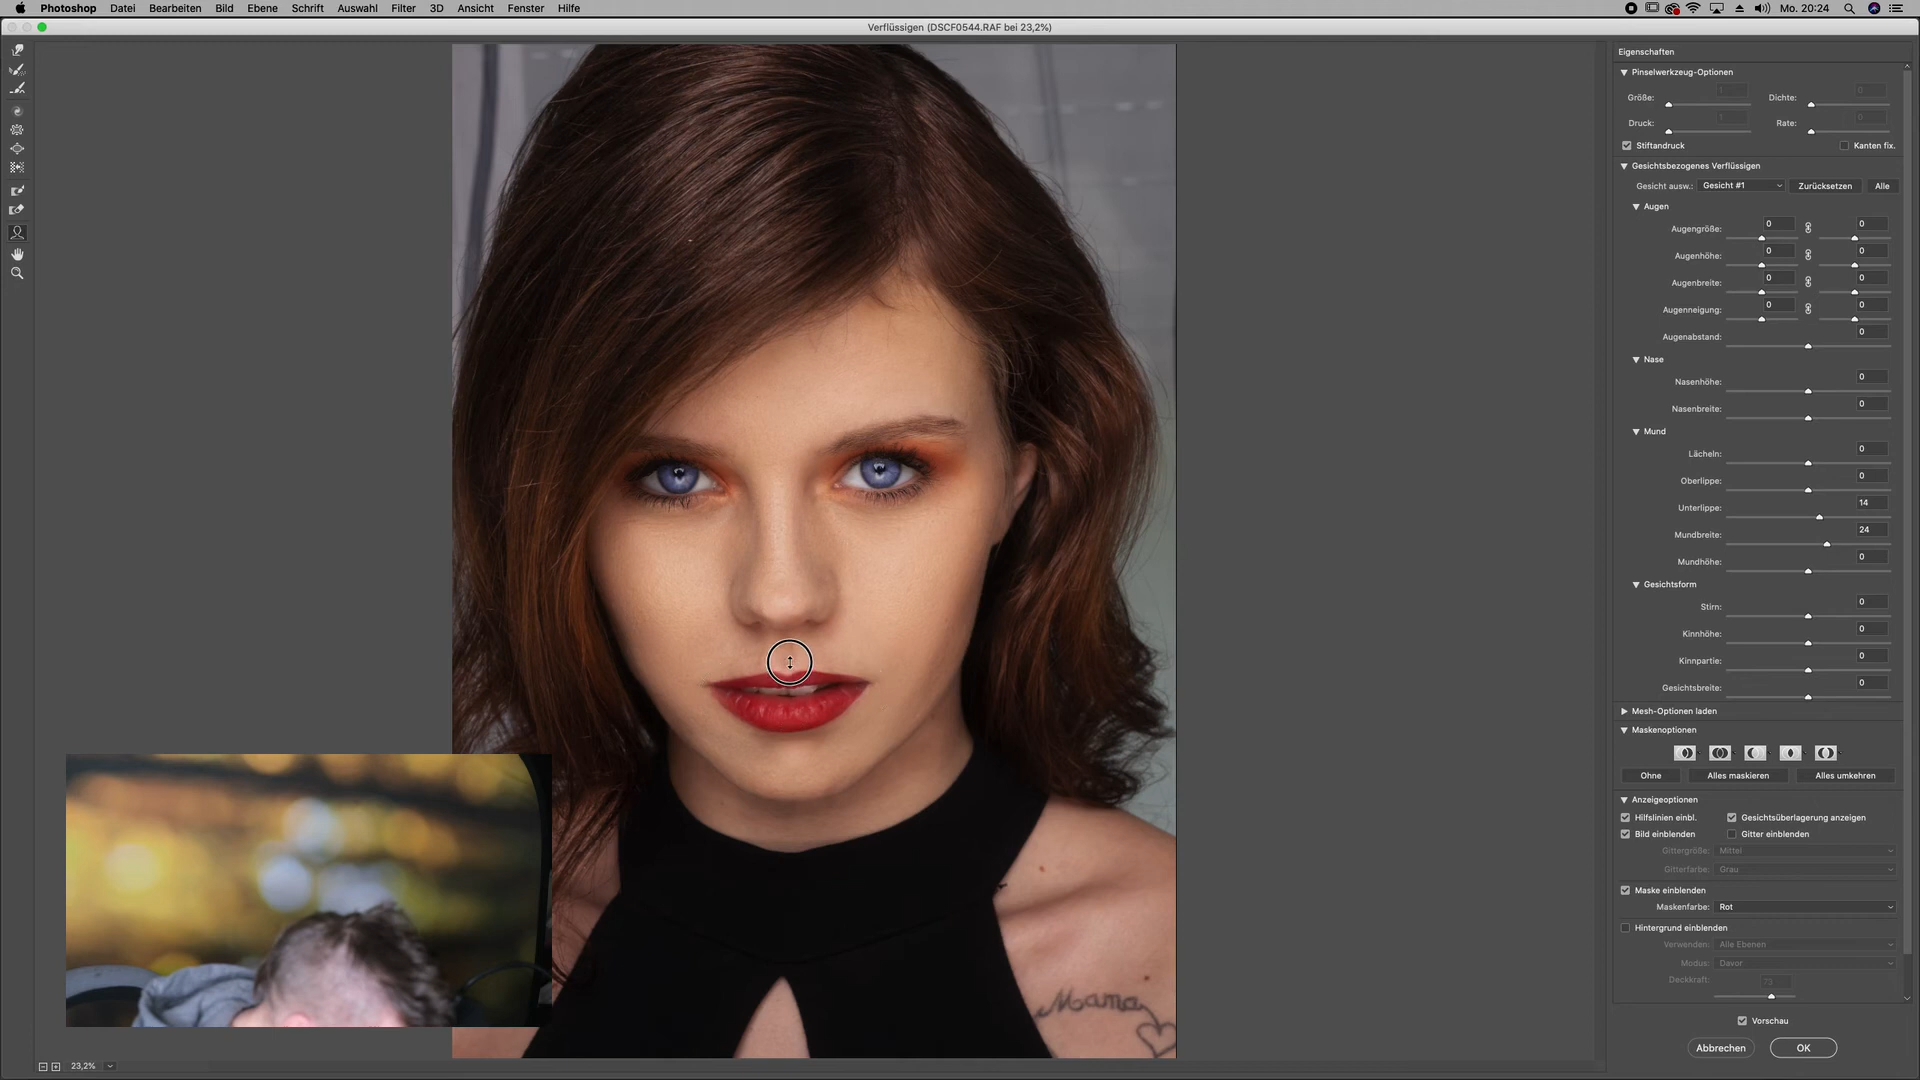 Photoshop Datei Bearbeiten Bild Ebene Schrift Auswahl Filter 3D Ansicht Fenster Hilfe Mo. 20:24
Verflüssigen (DSCF0544.RAF bei 23,2%)
Eigenschaften
Pinselwerkzeug-Optionen
Größe: 1 Dichte: 0
Druck: 1 Rate: 0
Stiftandruck Kanten fix.
Gesichtsbezogenes Verflüssigen
Gesicht ausw.: Gesicht #1 Zurücksetzen Alle
Augen
Augengröße: 0 0
Augenhöhe: 0 0
Augenbreite: 0 0
Augenneigung: 0 0
Augenabstand: 0
Nase
Nasenhöhe: 0
Nasenbreite: 0
Mund
Lächeln: 0
Oberlippe: 0
Unterlippe: 14
Mundbreite: 24
Mundhöhe: 0
Gesichtsform
Stirn: 0
Kinnhöhe: 0
Kinnpartie: 0
Gesichtsbreite: 0
Mesh-Optionen laden
Maskenoptionen
Ohne Alles maskieren Alles umkehren
Anzeigeoptionen
Hilfslinien einbl. Gesichtsüberlagerung anzeigen
Bild einblenden Gitter einblenden
Gittergröße: Mittel
Gitterfarbe: Grau
Maske einblenden
Maskenfarbe: Rot
Hintergrund einblenden
Verwenden: Alle Ebenen
Modus: Davor
Deckkraft: 73
Vorschau
Abbrechen OK
Mama
23,2%